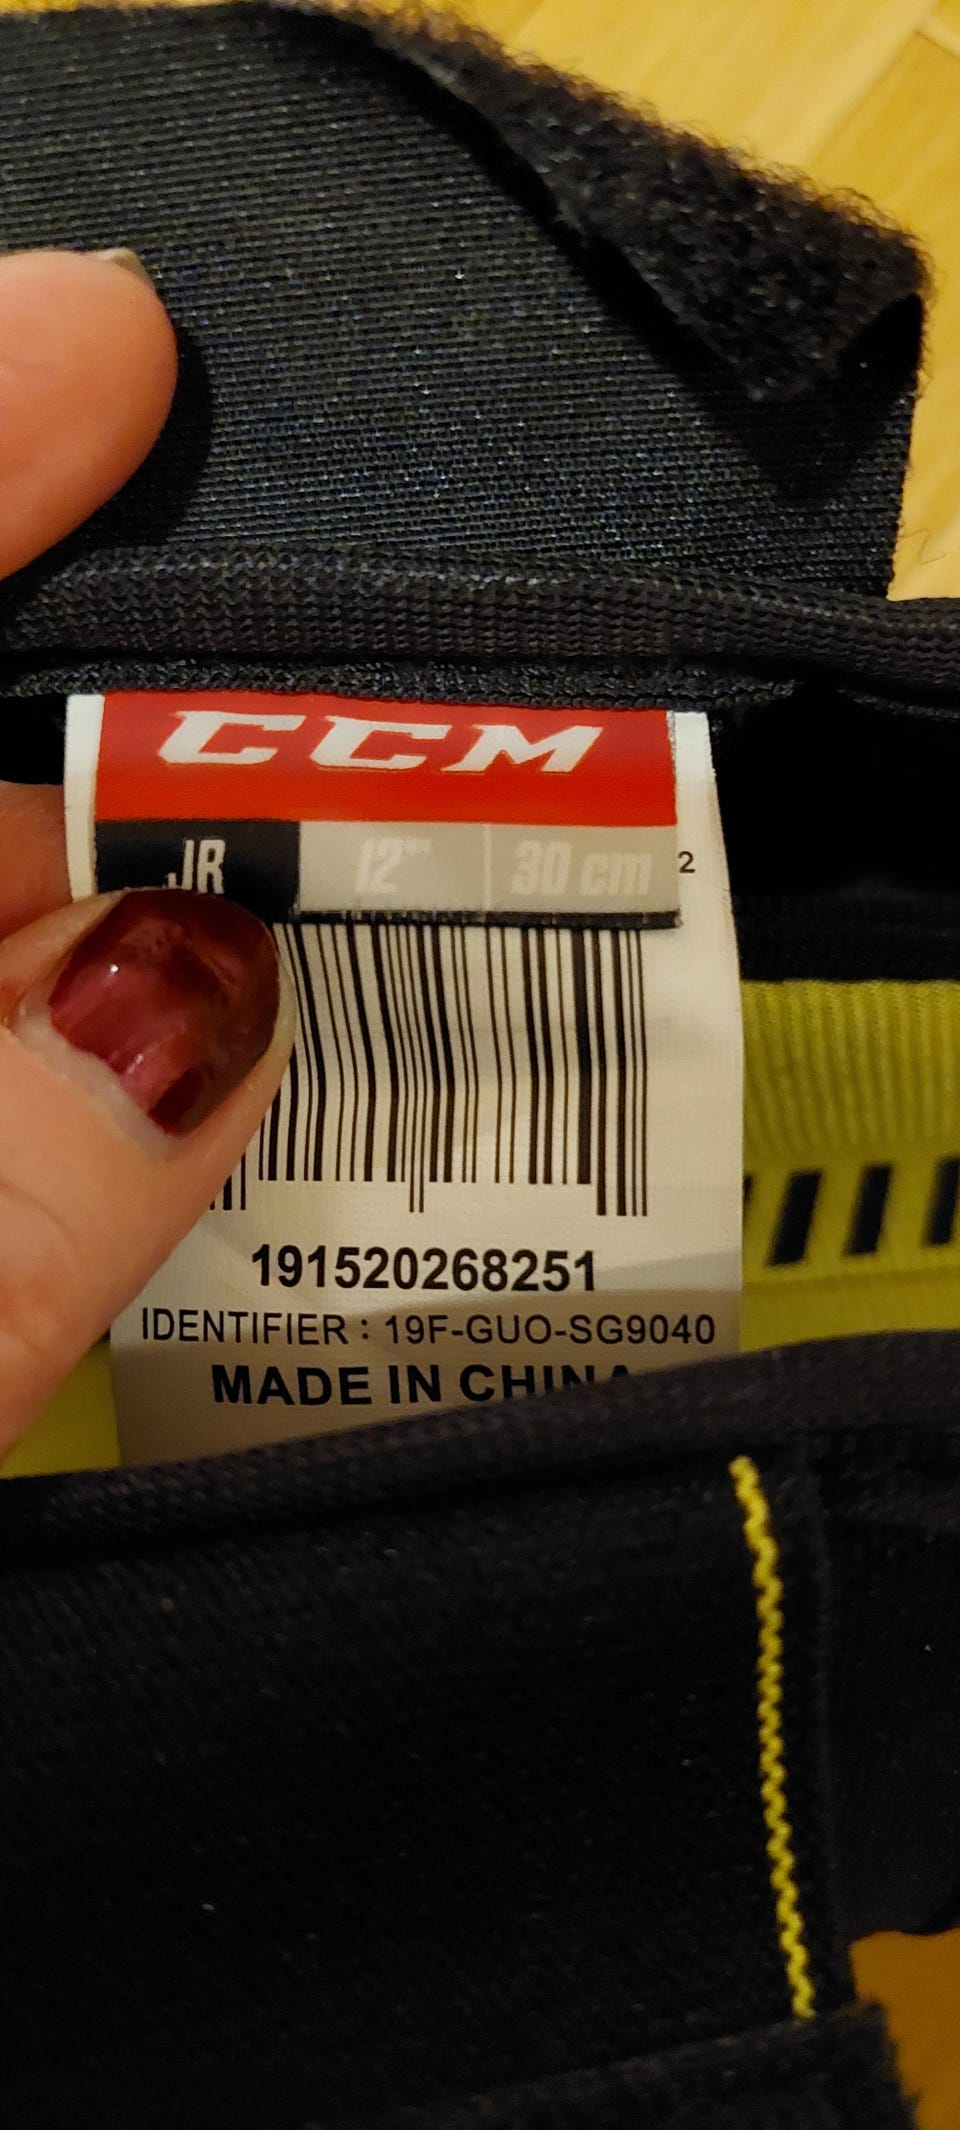 CCM
JR 12" 30 cm 2
191520268251
IDENTIFIER : 19F-GUO-SG9040
MADE IN CHINA